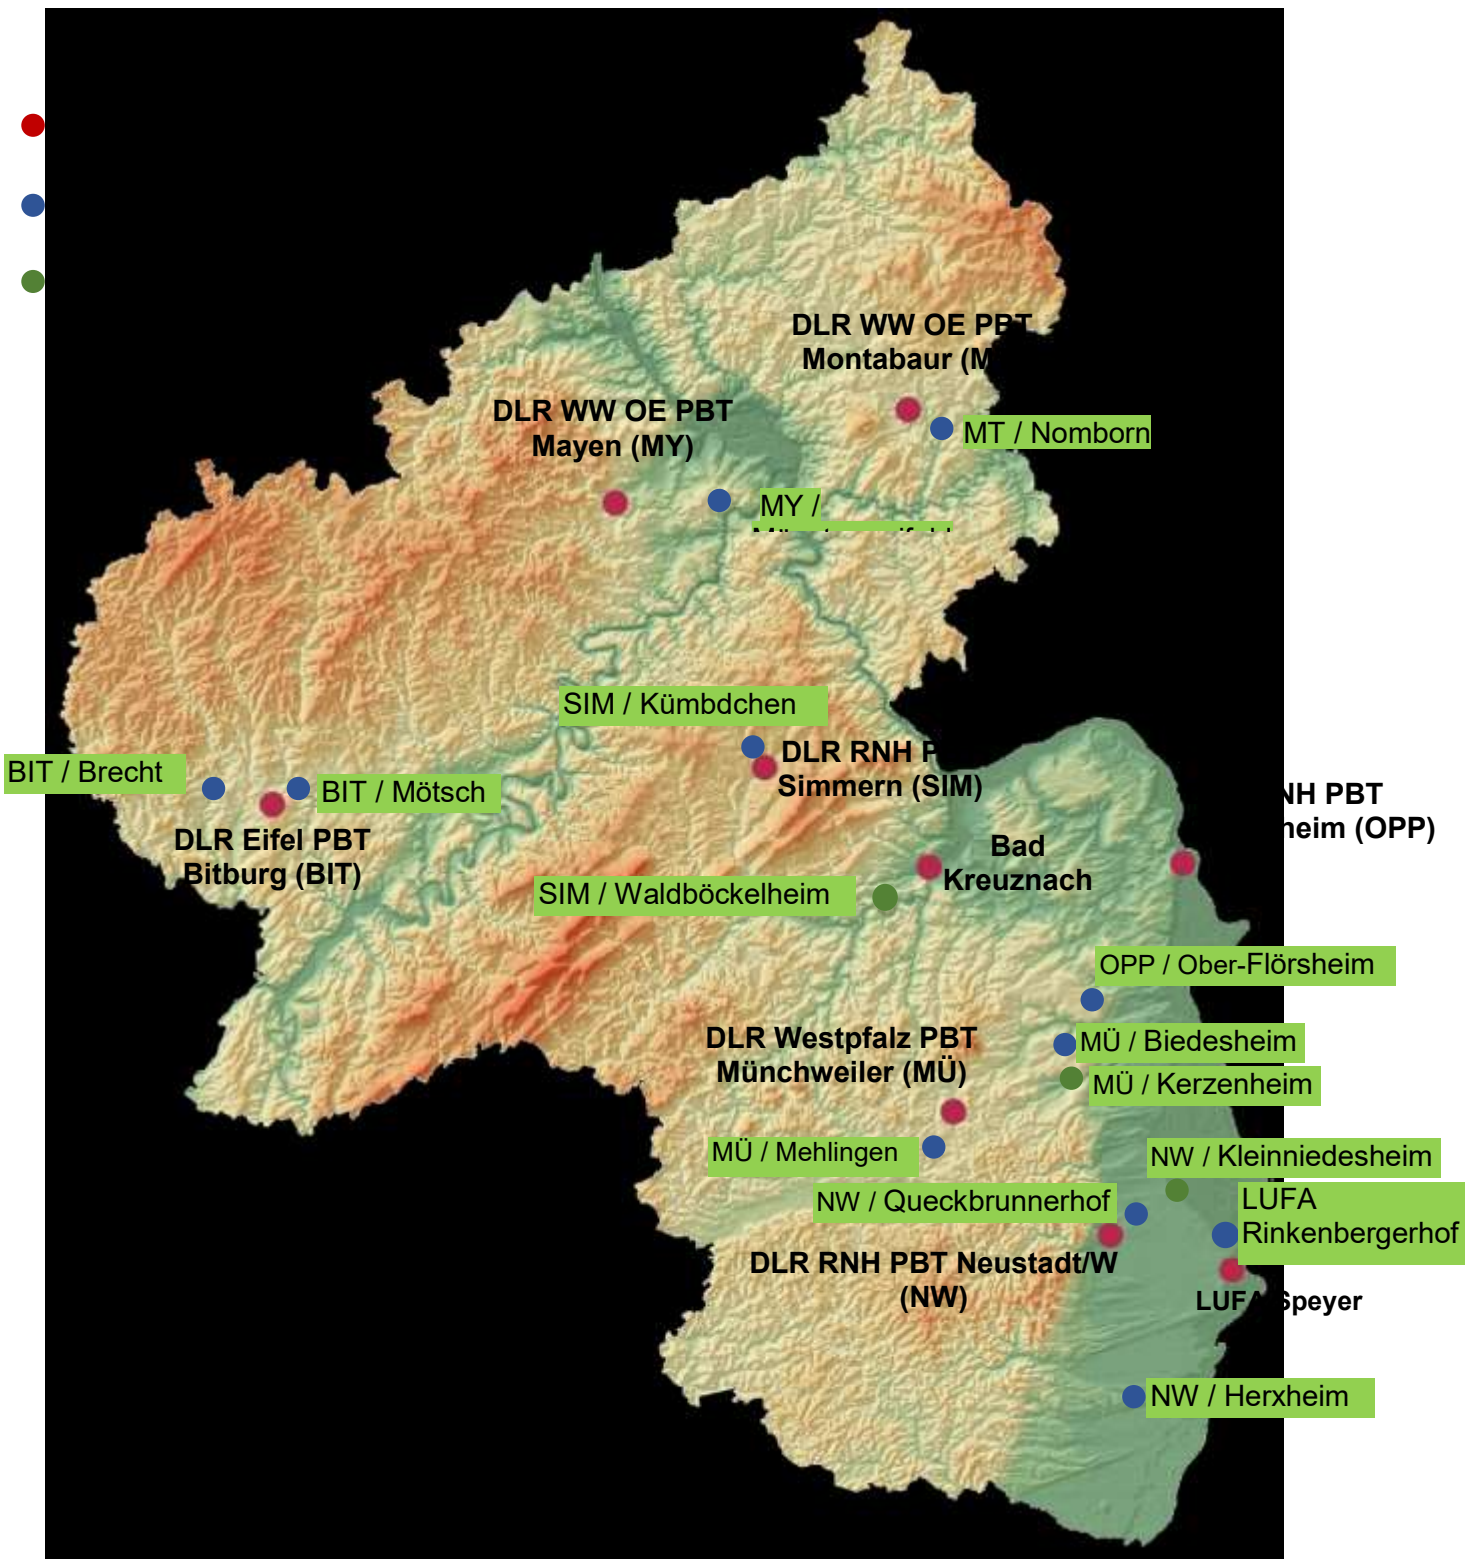 DLR WW OE PBT
Montabaur (M
DLR WW OE PBT
Mayen (MY)
MT / Nomborn
MY /
SIM / Kümbdchen
DLR RNH P
Simmern (SIM)
BIT / Brecht
BIT / Mötsch
NH PBT
heim (OPP)
DLR Eifel PBT
Bitburg (BIT)
Bad
Kreuznach
SIM / Waldböckelheim
OPP / Ober-Flörsheim
DLR Westpfalz PBT
Münchweiler (MÜ)
MÜ / Biedesheim
MÜ / Kerzenheim
MÜ / Mehlingen
NW / Kleinniedesheim
NW / Queckbrunnerhof
LUFA
Rinkenbergerhof
DLR RNH PBT Neustadt/W
(NW)
LUFA Speyer
NW / Herxheim